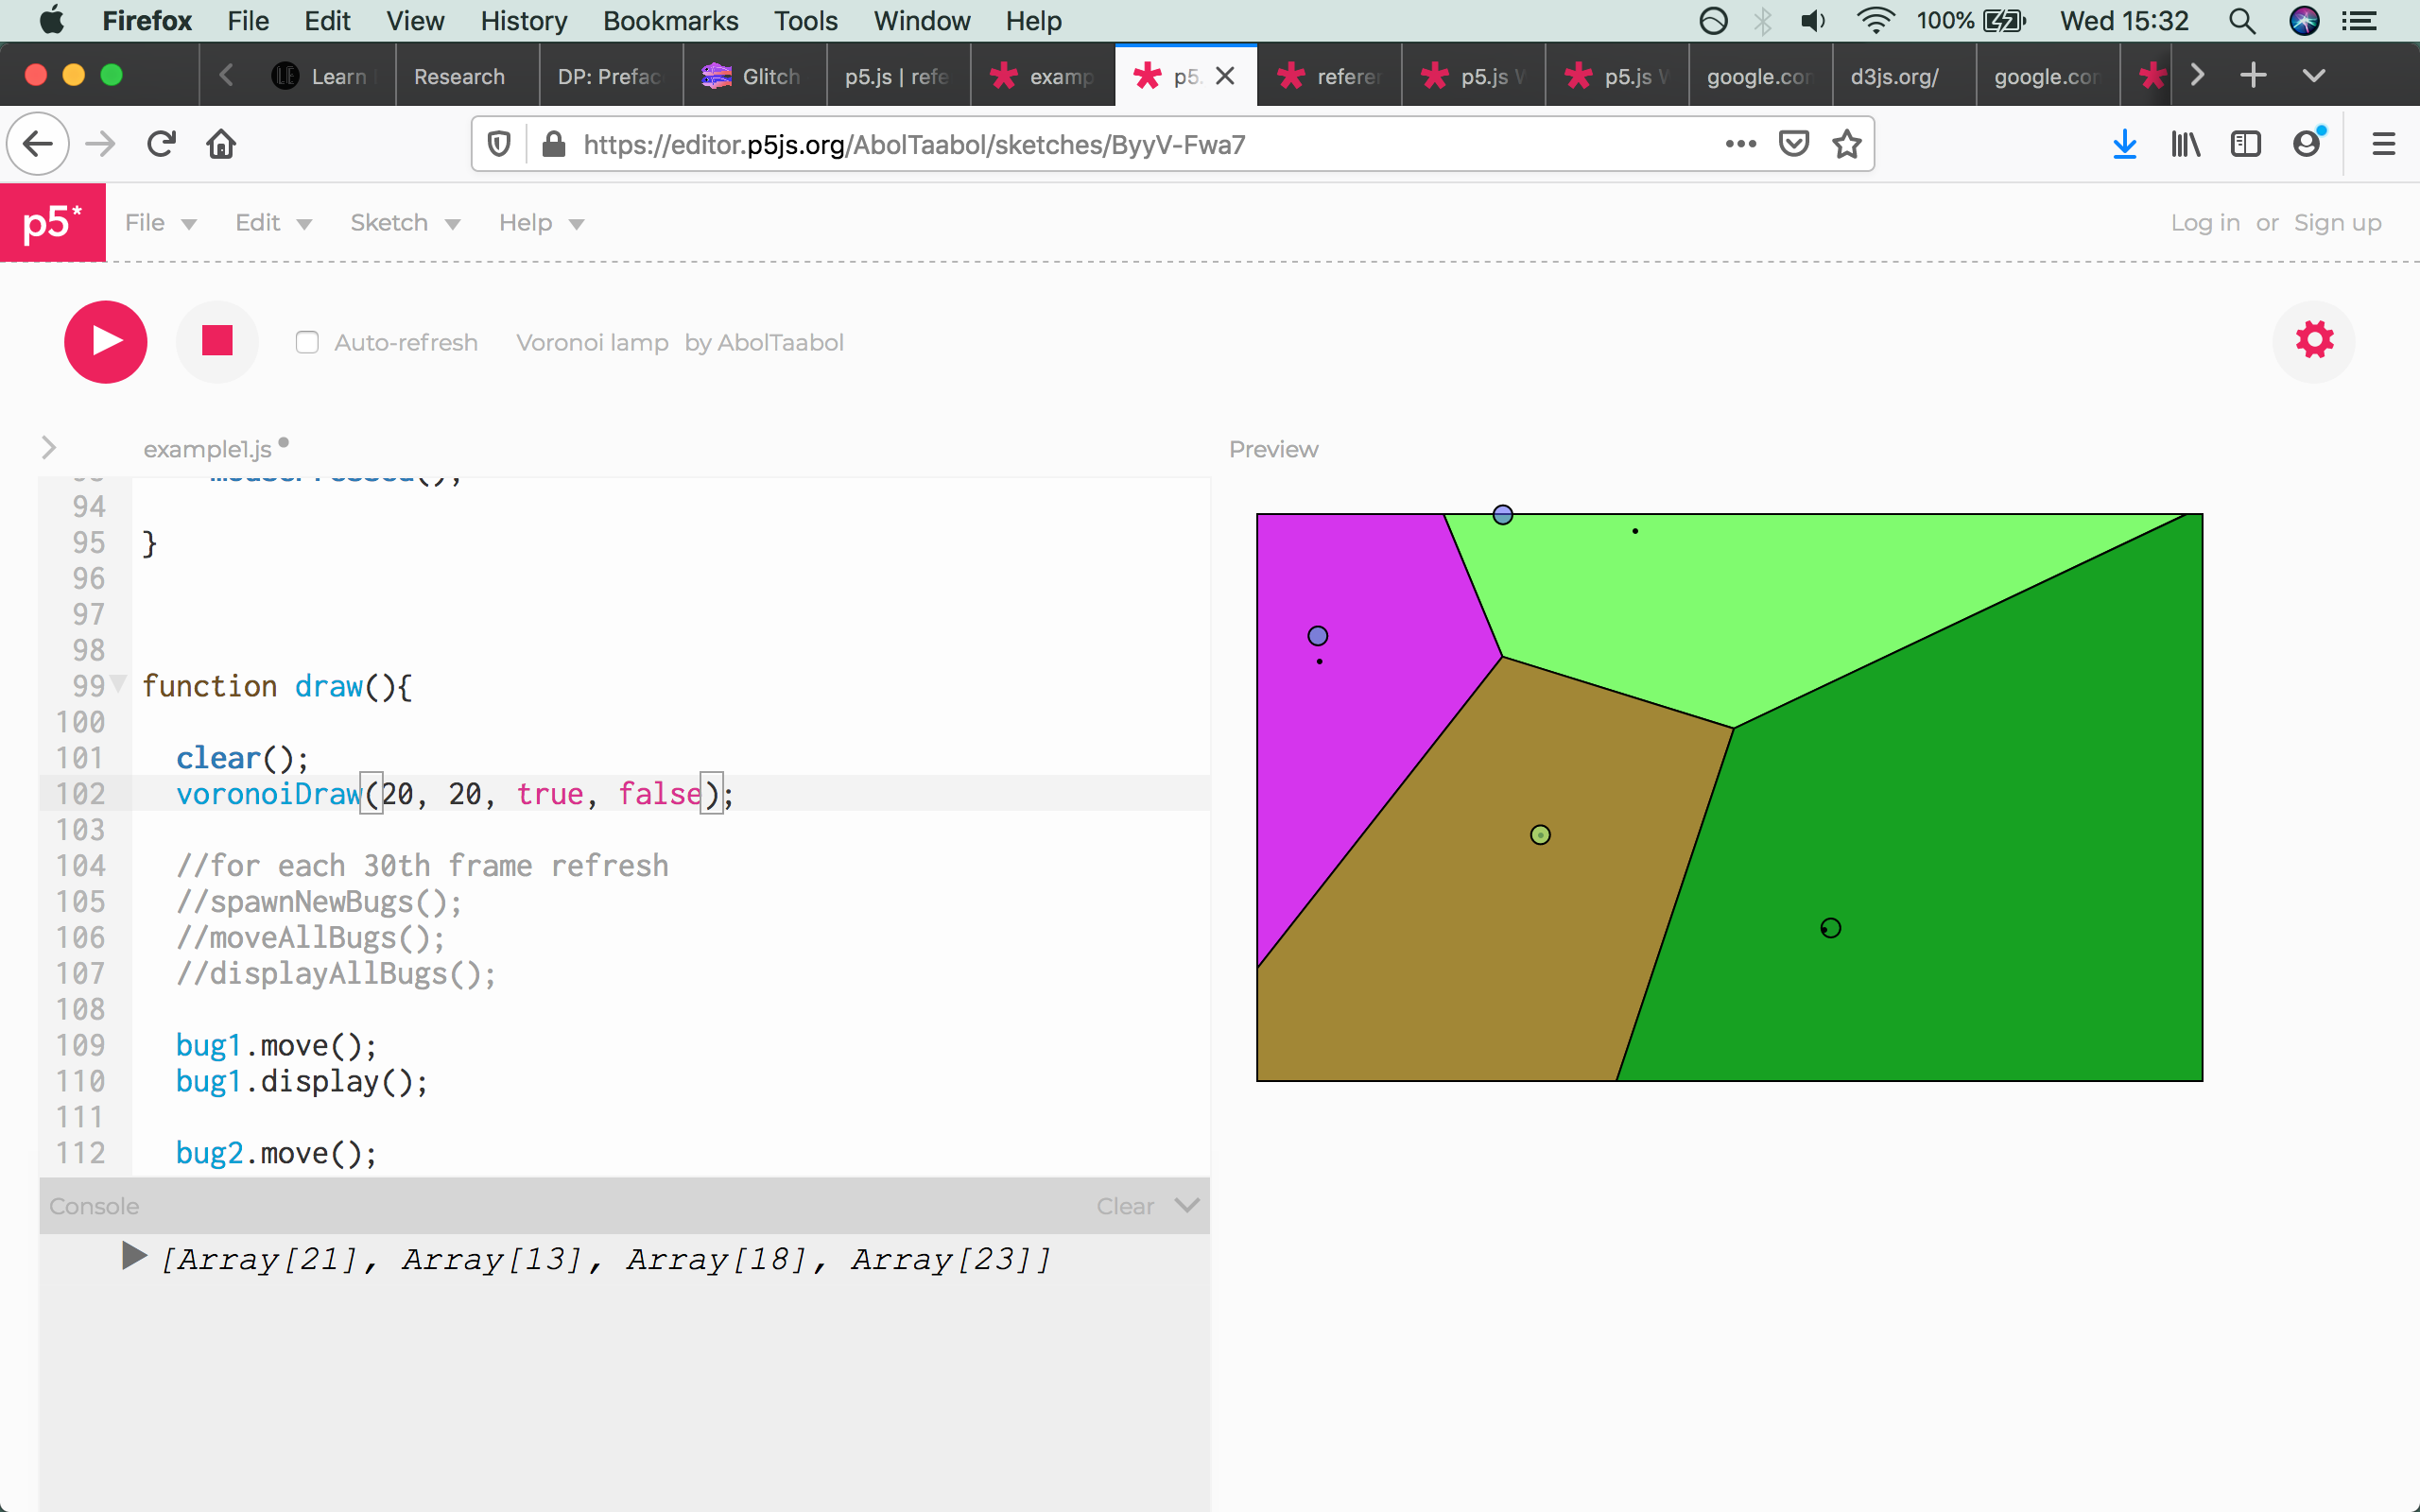 Firefox File Edit View History Bookmarks Tools Window Help 100% Wed 15:32
LE Learn Research DP: Prefac Glitch p5.js | refe examp p5. referer p5.js W p5.js W google.com d3js.org/ google.com
https://editor.p5js.org/AbolTaabol/sketches/ByyV-Fwa7
p5* File Edit Sketch Help Log in or Sign up
Auto-refresh Voronoi lamp by AbolTaabol
example1.js Preview
94
95 }
96
97
98
99 function draw(){
100
101 clear();
102 voronoiDraw(20, 20, true, false);
103
104 //for each 30th frame refresh
105 //spawnNewBugs();
106 //moveAllBugs();
107 //displayAllBugs();
108
109 bug1.move();
110 bug1.display();
111
112 bug2.move();
Console Clear
[Array[21], Array[13], Array[18], Array[23]]